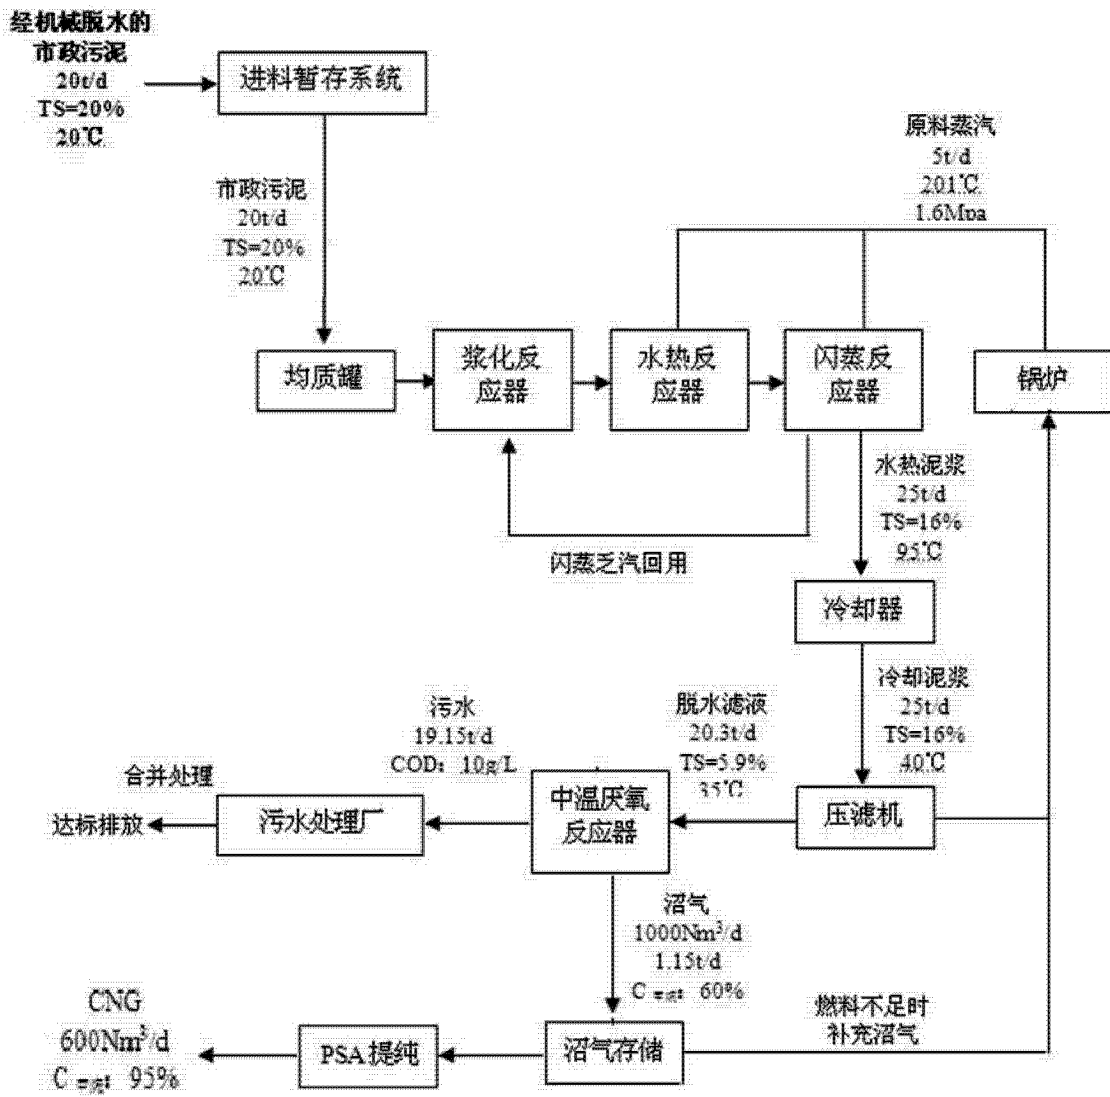 经机械脱水的
市政污泥
20t/d
TS=20%
20℃
进料暂存系统
市政污泥
20t/d
TS=20%
20℃
原料蒸汽
5t/d
201℃
1.6Mpa
均质罐
浆化反
应器
水热反
应器
闪蒸反
应器
锅炉
闪蒸乏汽回用
水热泥浆
25t/d
TS=16%
95℃
冷却器
冷却泥浆
25t/d
TS=16%
40℃
脱水滤液
20.3t/d
TS=5.9%
35℃
污水
19.15t/d
COD：10g/L
合并处理
达标排放
污水处理厂
中温厌氧
反应器
压滤机
沼气
1000Nm³/d
1.15t/d
C甲烷：60%
燃料不足时
补充沼气
沼气存储
PSA提纯
CNG
600Nm³/d
C甲烷：95%